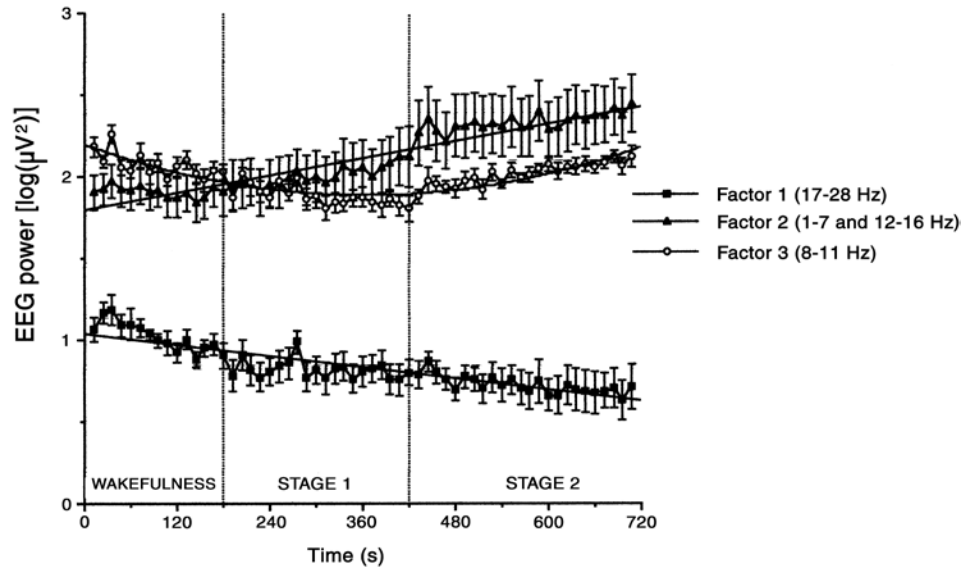 3
2
1
0
EEG power [log(µV²)]
WAKEFULNESS STAGE 1 STAGE 2
0 120 240 360 480 600 720
Time (s)
Factor 1 (17-28 Hz)
Factor 2 (1-7 and 12-16 Hz)
Factor 3 (8-11 Hz)